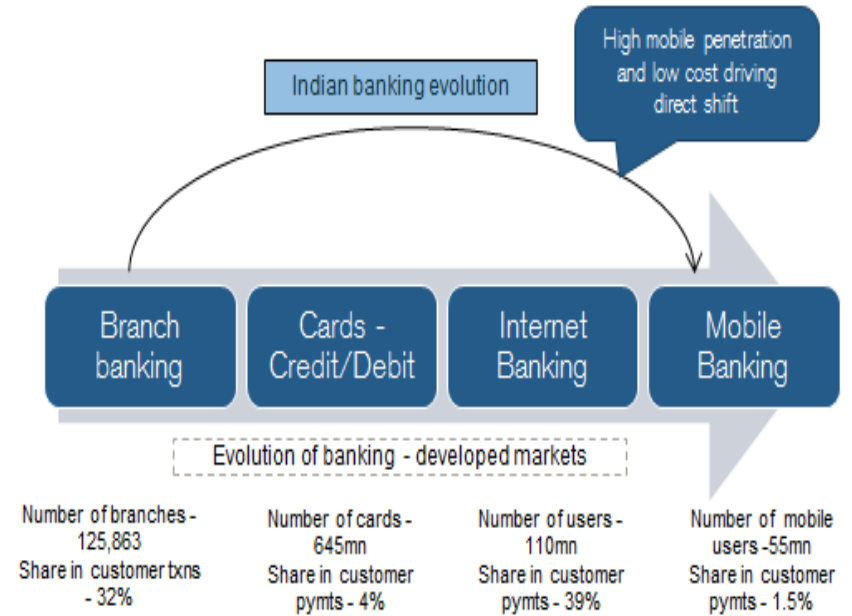 High mobile penetration
and low cost driving
direct shift
Indian banking evolution
Branch
banking
Cards -
Credit/Debit
Internet
Banking
Mobile
Banking
Evolution of banking - developed markets
Number of branches -
125,863
Share in customer txns
- 32%
Number of cards -
645mn
Share in customer
pymts - 4%
Number of users -
110mn
Share in customer
pymts - 39%
Number of mobile
users -55mn
Share in customer
pymts - 1.5%